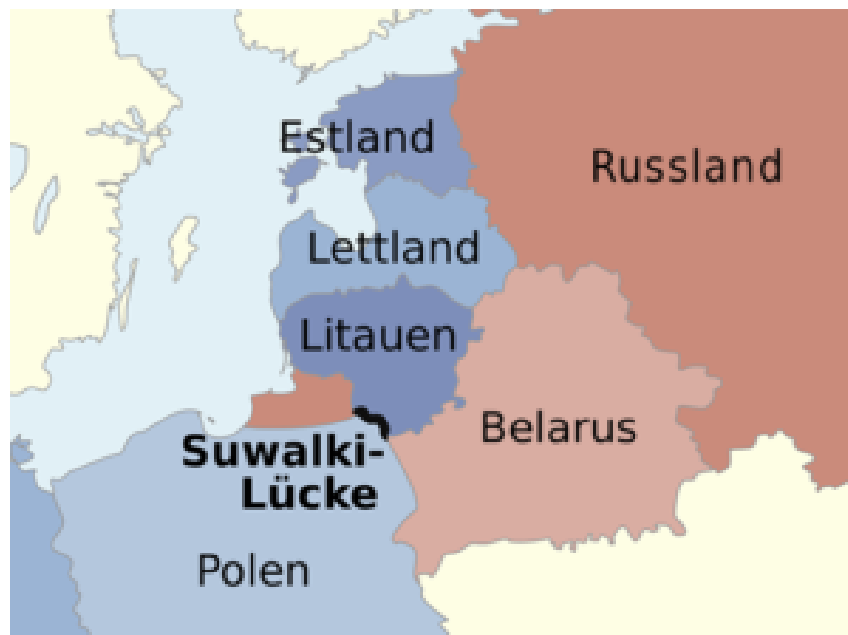 Estland
Russland
Lettland
Litauen
Belarus
Suwalki-
Lücke
Polen